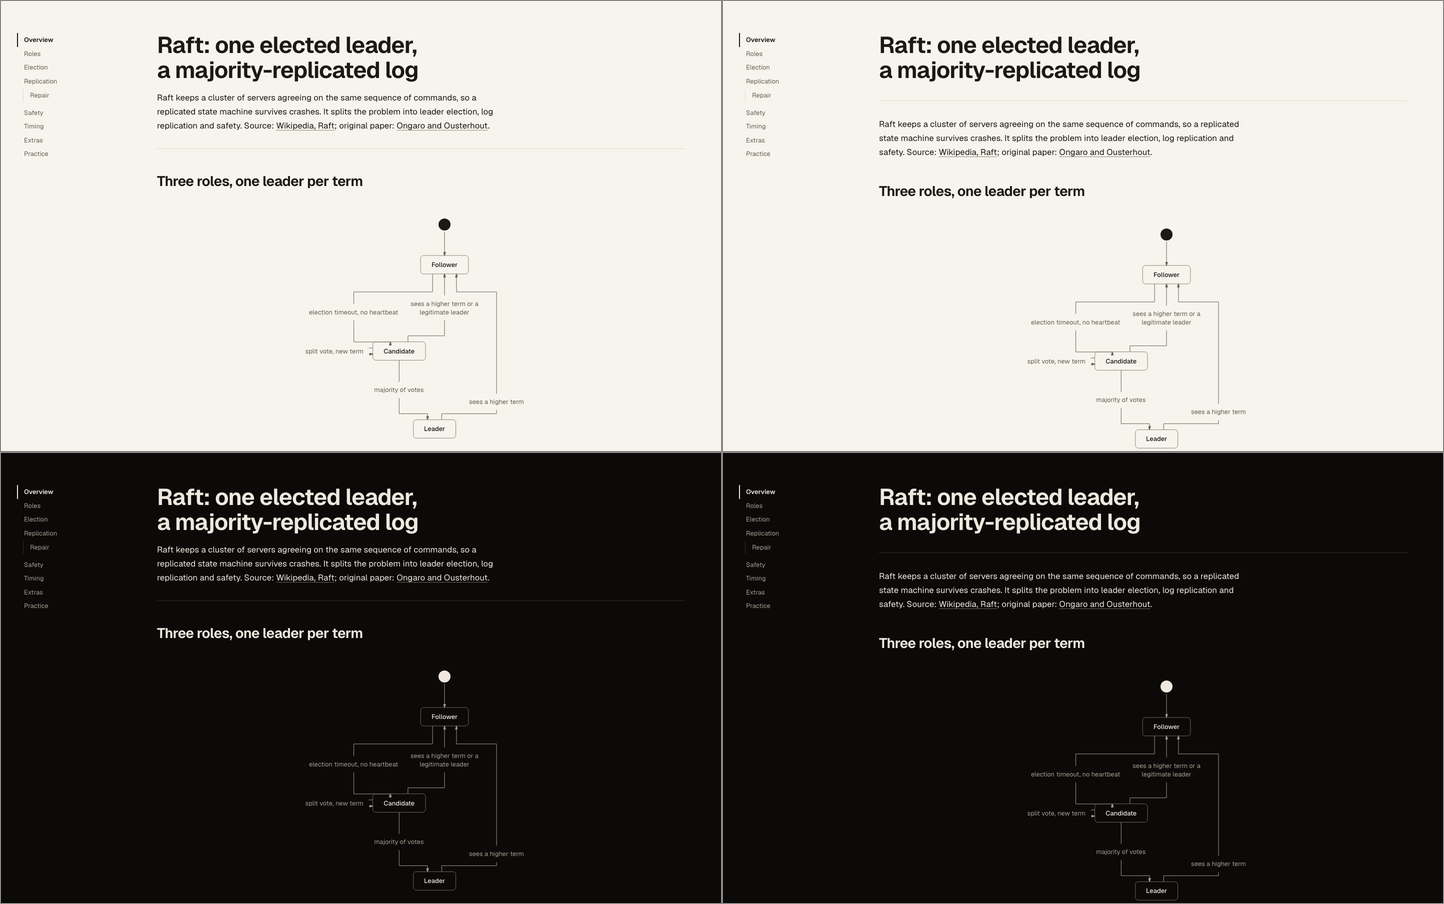 Overview
Roles
Election
Replication
Repair
Safety
Timing
Extras
Practice
Raft: one elected leader,
a majority-replicated log
Raft keeps a cluster of servers agreeing on the same sequence of commands, so a
replicated state machine survives crashes. It splits the problem into leader election, log
replication and safety. Source: Wikipedia, Raft; original paper: Ongaro and Ousterhout.
Three roles, one leader per term
Follower
sees a higher term or a
legitimate leader
election timeout, no heartbeat
split vote, new term
Candidate
majority of votes
sees a higher term
Leader
Overview
Roles
Election
Replication
Repair
Safety
Timing
Extras
Practice
Raft: one elected leader,
a majority-replicated log
Raft keeps a cluster of servers agreeing on the same sequence of commands, so a replicated
state machine survives crashes. It splits the problem into leader election, log replication and
safety. Source: Wikipedia, Raft; original paper: Ongaro and Ousterhout.
Three roles, one leader per term
Follower
sees a higher term or a
legitimate leader
election timeout, no heartbeat
split vote, new term
Candidate
majority of votes
sees a higher term
Leader
Overview
Roles
Election
Replication
Repair
Safety
Timing
Extras
Practice
Raft: one elected leader,
a majority-replicated log
Raft keeps a cluster of servers agreeing on the same sequence of commands, so a
replicated state machine survives crashes. It splits the problem into leader election, log
replication and safety. Source: Wikipedia, Raft; original paper: Ongaro and Ousterhout.
Three roles, one leader per term
Follower
sees a higher term or a
legitimate leader
election timeout, no heartbeat
split vote, new term
Candidate
majority of votes
sees a higher term
Leader
Overview
Roles
Election
Replication
Repair
Safety
Timing
Extras
Practice
Raft: one elected leader,
a majority-replicated log
Raft keeps a cluster of servers agreeing on the same sequence of commands, so a replicated
state machine survives crashes. It splits the problem into leader election, log replication and
safety. Source: Wikipedia, Raft; original paper: Ongaro and Ousterhout.
Three roles, one leader per term
Follower
sees a higher term or a
legitimate leader
election timeout, no heartbeat
split vote, new term
Candidate
majority of votes
sees a higher term
Leader